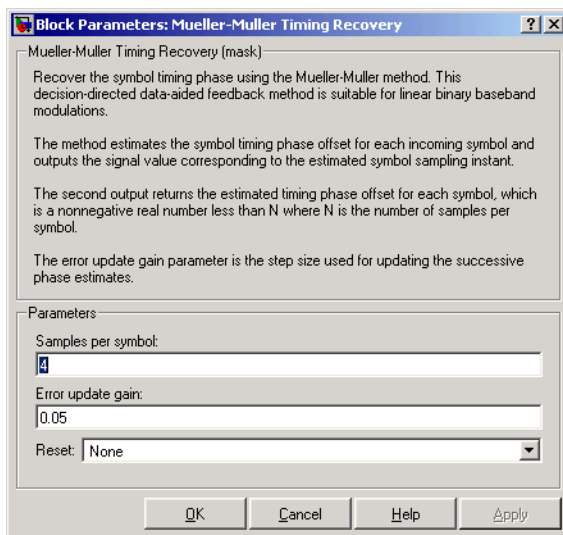 Block Parameters: Mueller-Muller Timing Recovery
Mueller-Muller Timing Recovery (mask)
Recover the symbol timing phase using the Mueller-Muller method. This
decision-directed data-aided feedback method is suitable for linear binary baseband
modulations.
The method estimates the symbol timing phase offset for each incoming symbol and
outputs the signal value corresponding to the estimated symbol sampling instant.
The second output returns the estimated timing phase offset for each symbol, which
is a nonnegative real number less than N where N is the number of samples per
symbol.
The error update gain parameter is the step size used for updating the successive
phase estimates.
Parameters
Samples per symbol:
4
Error update gain:
0.05
Reset: None
OK Cancel Help Apply